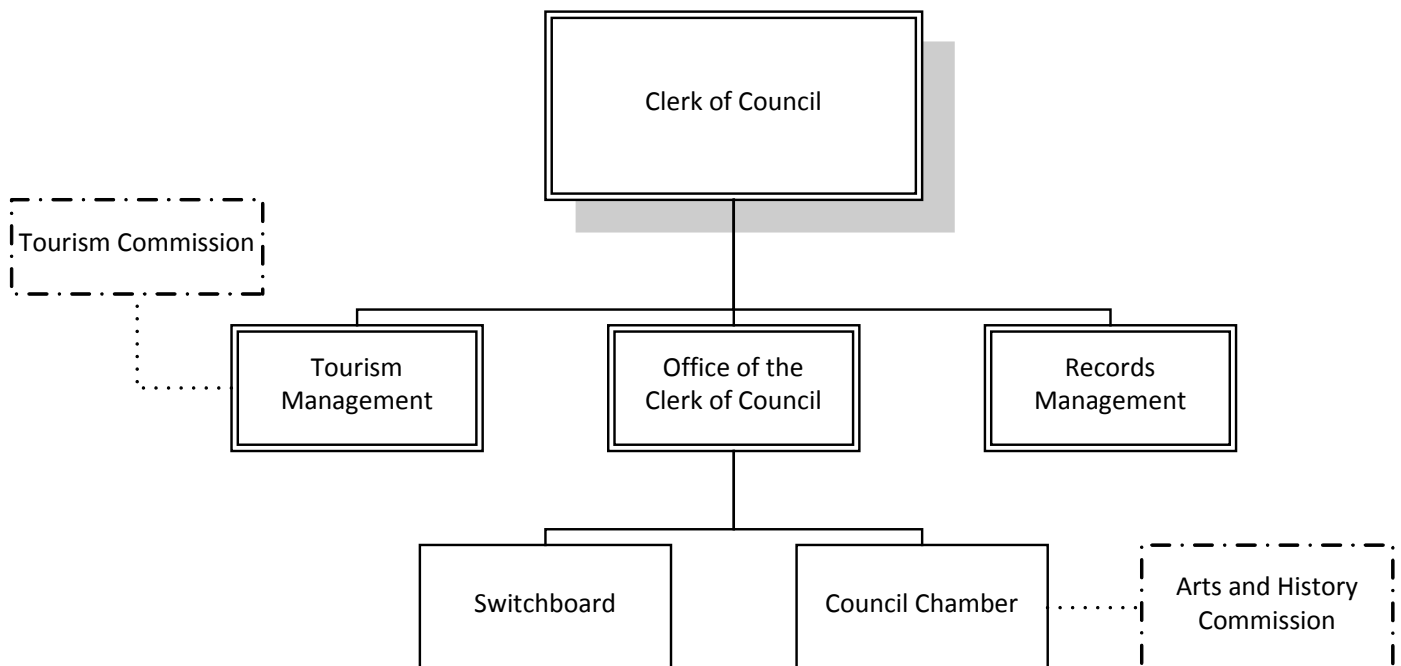 Clerk of Council
Tourism Commission
Tourism
Management
Office of the
Clerk of Council
Records
Management
Switchboard
Council Chamber
Arts and History
Commission